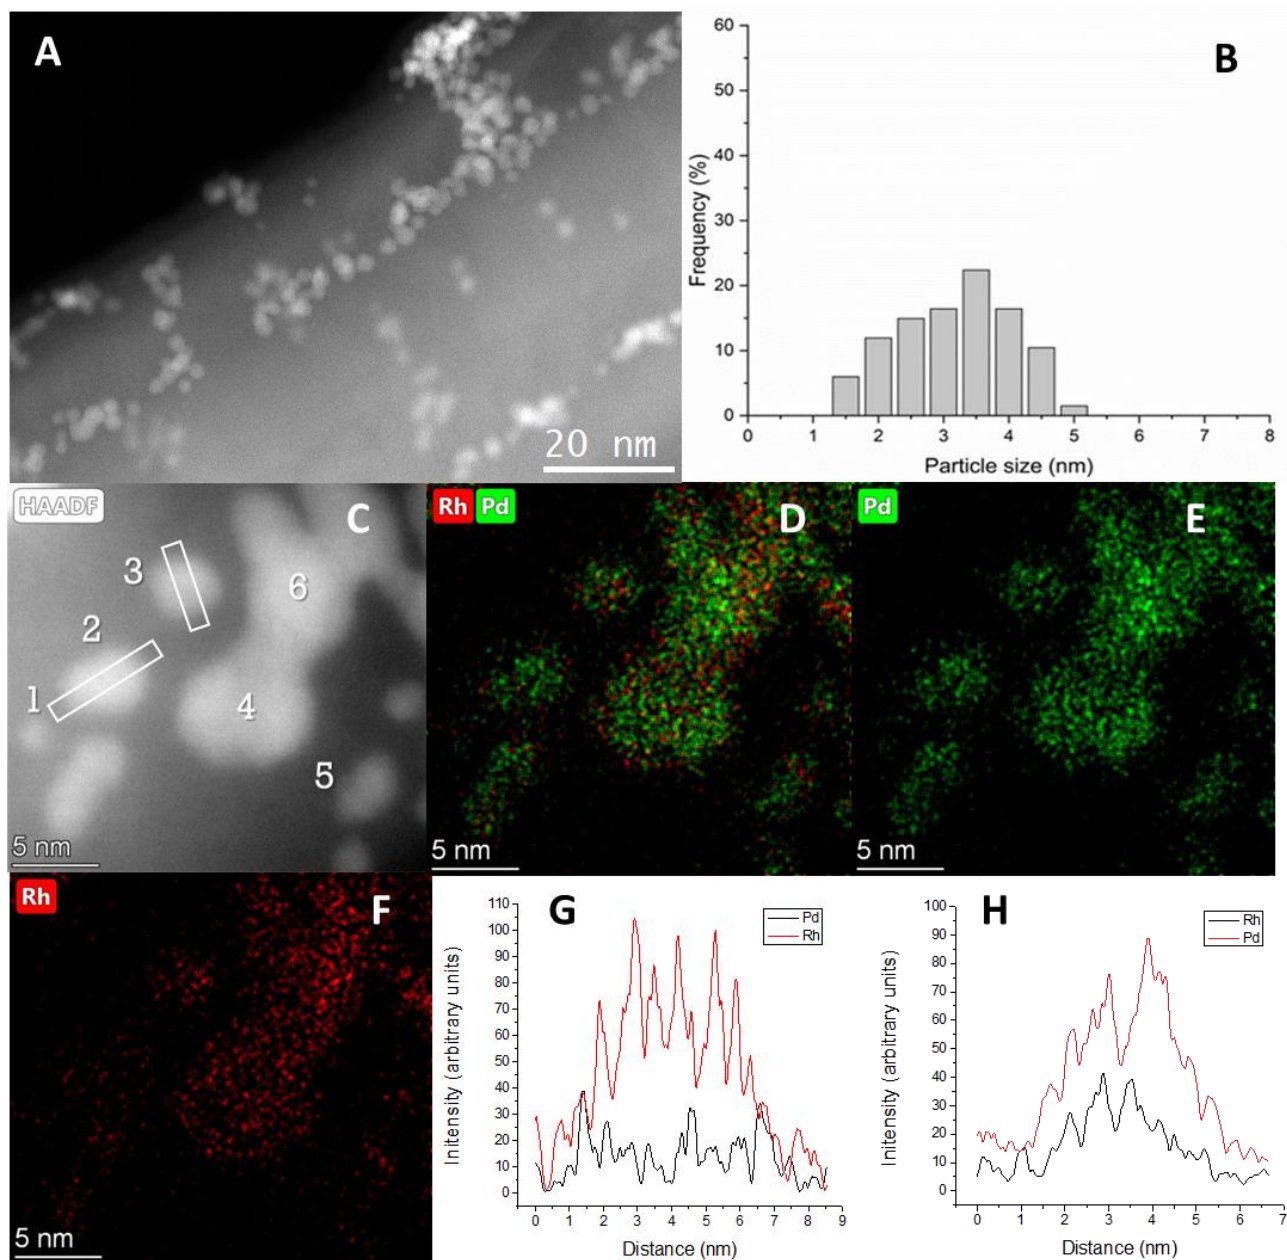 A
20 nm
B
Frequency (%)
60
50
40
30
20
10
0
0 1 2 3 4 5 6 7 8
Particle size (nm)
HAADF
C
3
6
2
1
4
5
5 nm
Rh Pd
D
5 nm
Pd
E
5 nm
Rh
F
5 nm
G
Pd
Rh
Initensity (arbitrary units)
110
100
90
80
70
60
50
40
30
20
10
0
0 1 2 3 4 5 6 7 8 9
Distance (nm)
H
Rh
Pd
Initensity (arbitrary units)
100
90
80
70
60
50
40
30
20
10
0
0 1 2 3 4 5 6 7
Distance (nm)